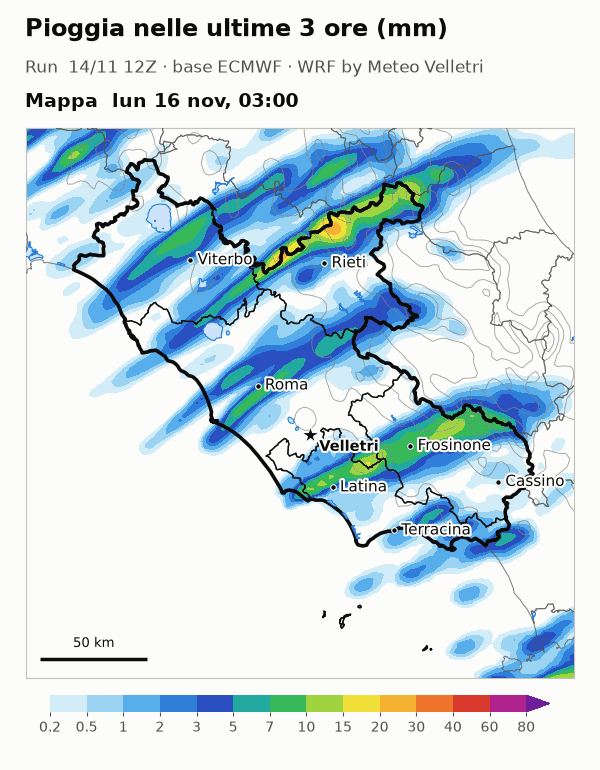 Pioggia nelle ultime 3 ore (mm)
Run 14/11 12Z · base ECMWF · WRF by Meteo Velletri
Mappa lun 16 nov, 03:00
Viterbo
Rieti
Roma
Velletri
Frosinone
Latina
Cassino
Terracina
50 km
0.2 0.5 1 2 3 5 7 10 15 20 30 40 60 80